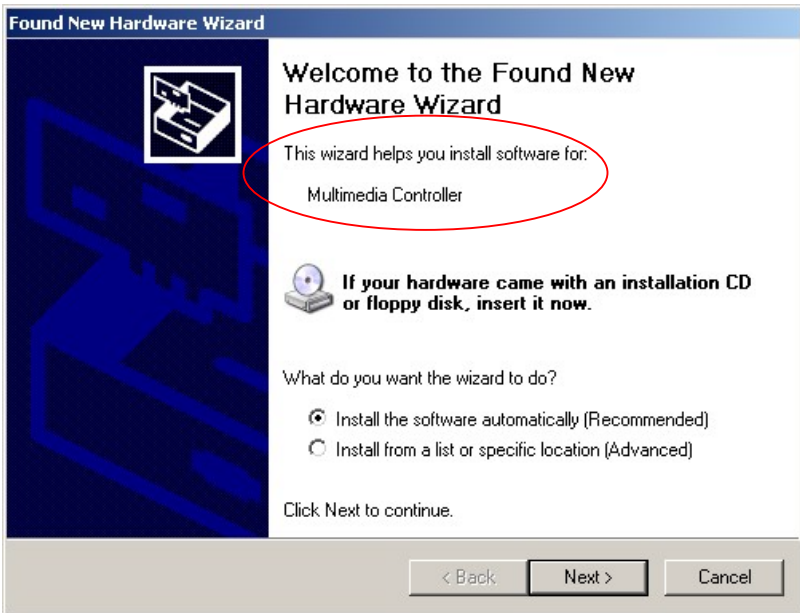 Found New Hardware Wizard
Welcome to the Found New
Hardware Wizard
This wizard helps you install software for:
Multimedia Controller
If your hardware came with an installation CD
or floppy disk, insert it now.
What do you want the wizard to do?
Install the software automatically (Recommended)
Install from a list or specific location (Advanced)
Click Next to continue.
< Back
Next >
Cancel